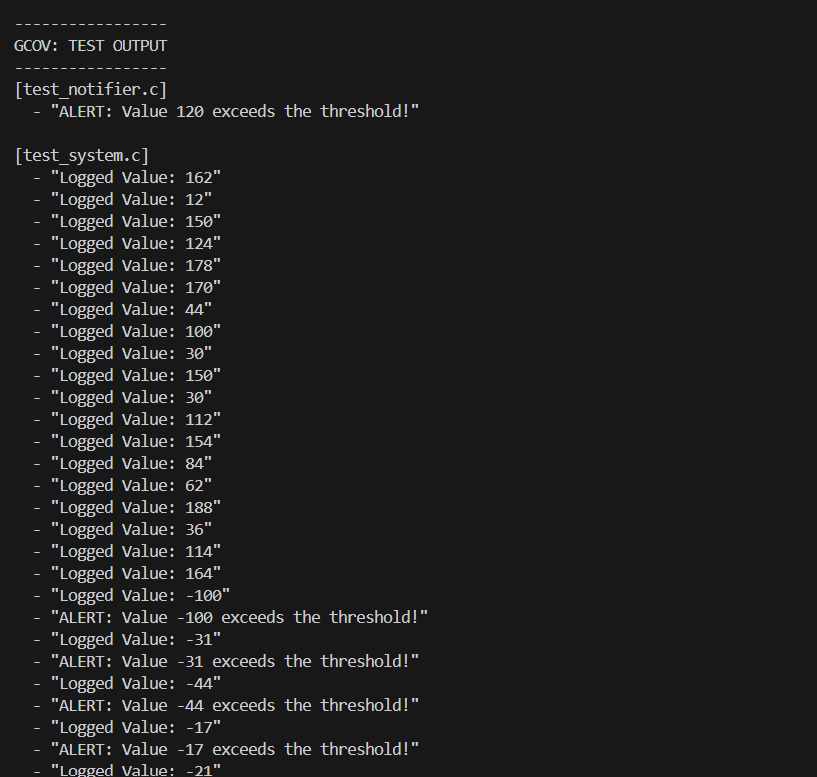 -----------------
GCOV: TEST OUTPUT
-----------------
[test_notifier.c]
  - "ALERT: Value 120 exceeds the threshold!"

[test_system.c]
  - "Logged Value: 162"
  - "Logged Value: 12"
  - "Logged Value: 150"
  - "Logged Value: 124"
  - "Logged Value: 178"
  - "Logged Value: 170"
  - "Logged Value: 44"
  - "Logged Value: 100"
  - "Logged Value: 30"
  - "Logged Value: 150"
  - "Logged Value: 30"
  - "Logged Value: 112"
  - "Logged Value: 154"
  - "Logged Value: 84"
  - "Logged Value: 62"
  - "Logged Value: 188"
  - "Logged Value: 36"
  - "Logged Value: 114"
  - "Logged Value: 164"
  - "Logged Value: -100"
  - "ALERT: Value -100 exceeds the threshold!"
  - "Logged Value: -31"
  - "ALERT: Value -31 exceeds the threshold!"
  - "Logged Value: -44"
  - "ALERT: Value -44 exceeds the threshold!"
  - "Logged Value: -17"
  - "ALERT: Value -17 exceeds the threshold!"
  - "Logged Value: -21"